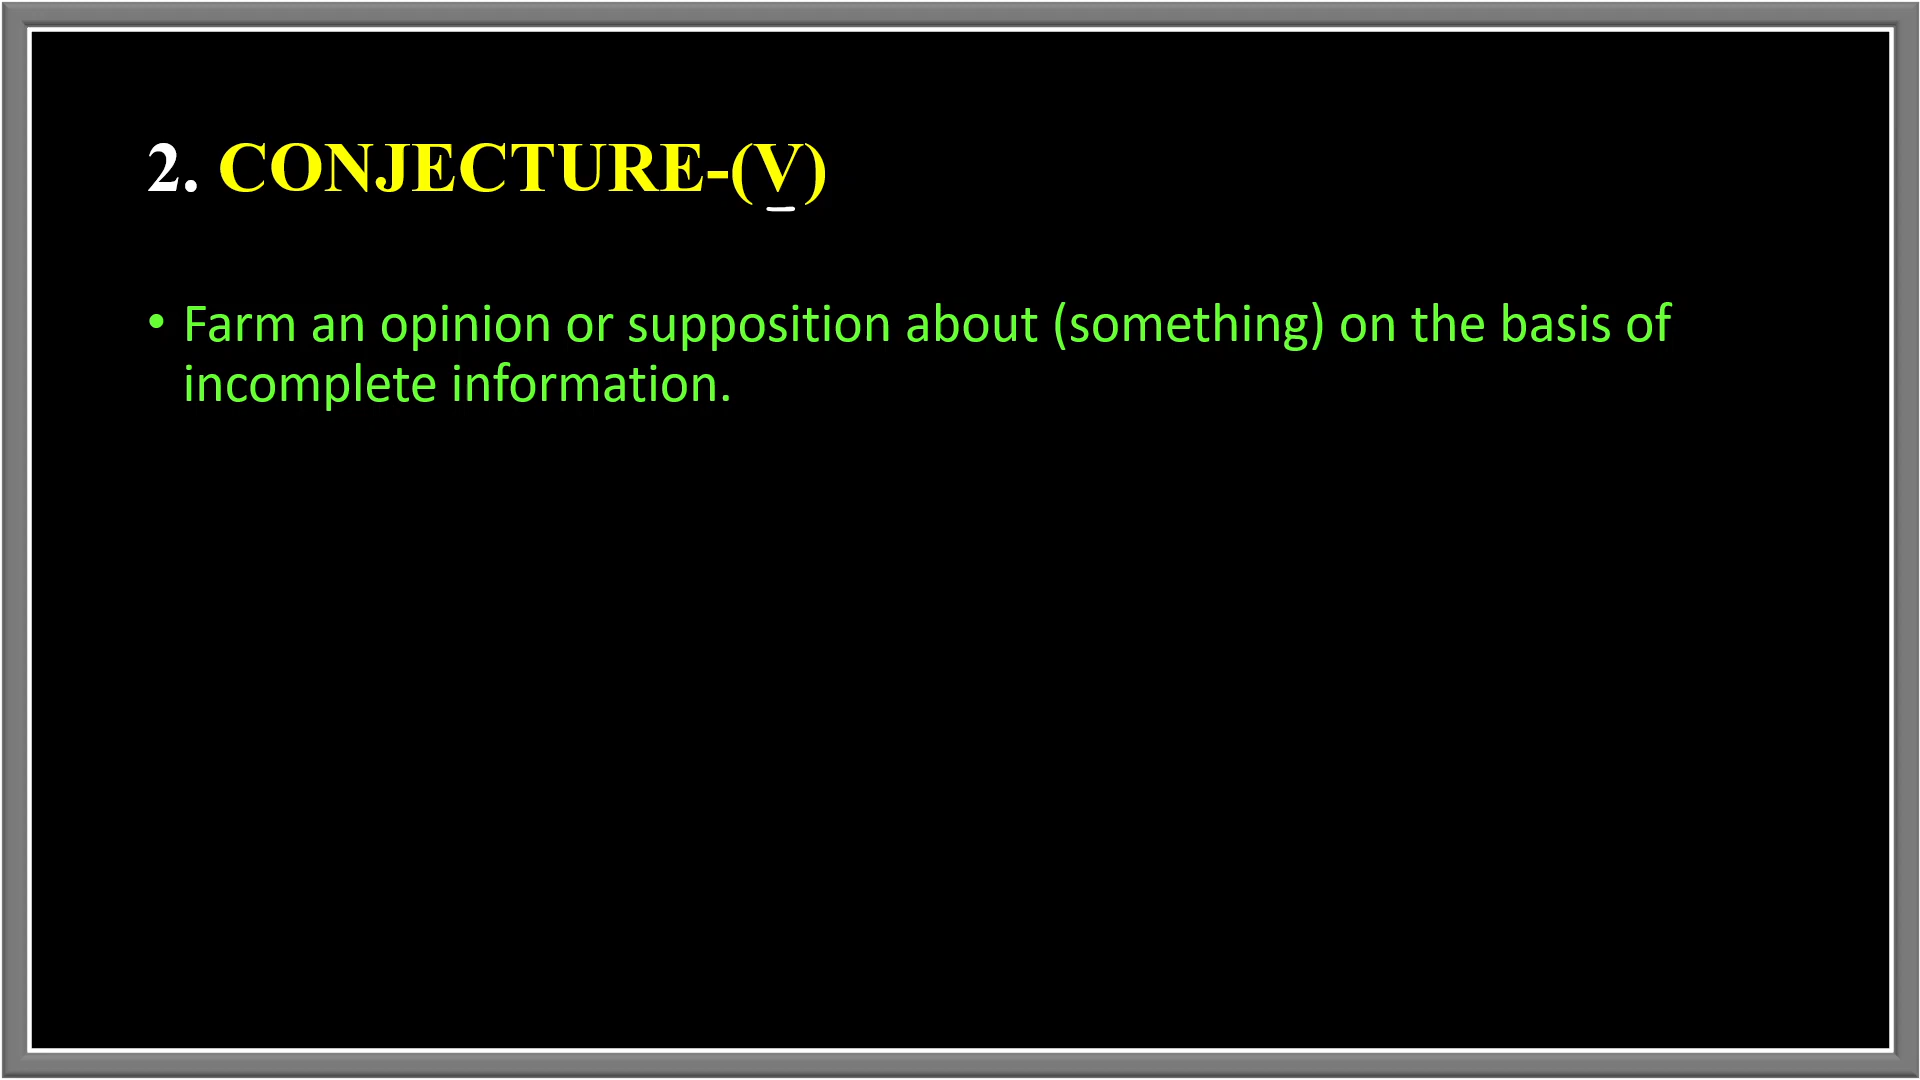 2. CONJECTURE-(V)
• Farm an opinion or supposition about (something) on the basis of
incomplete information.